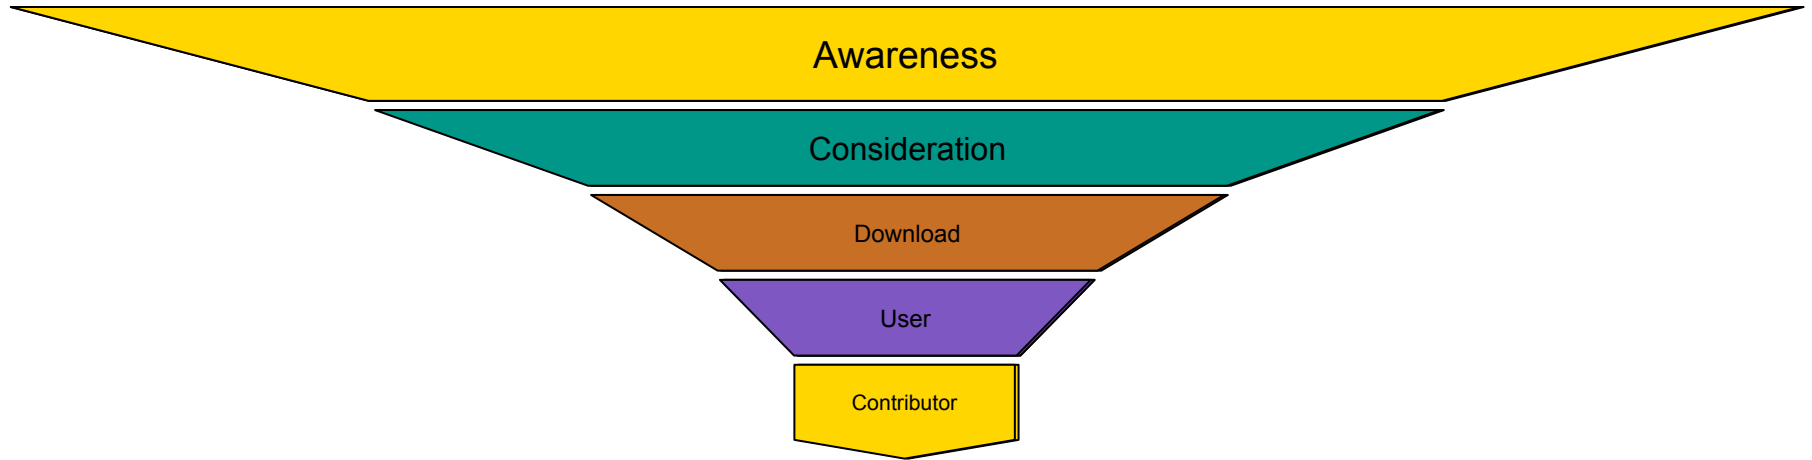 Awareness
Consideration
Download
User
Contributor